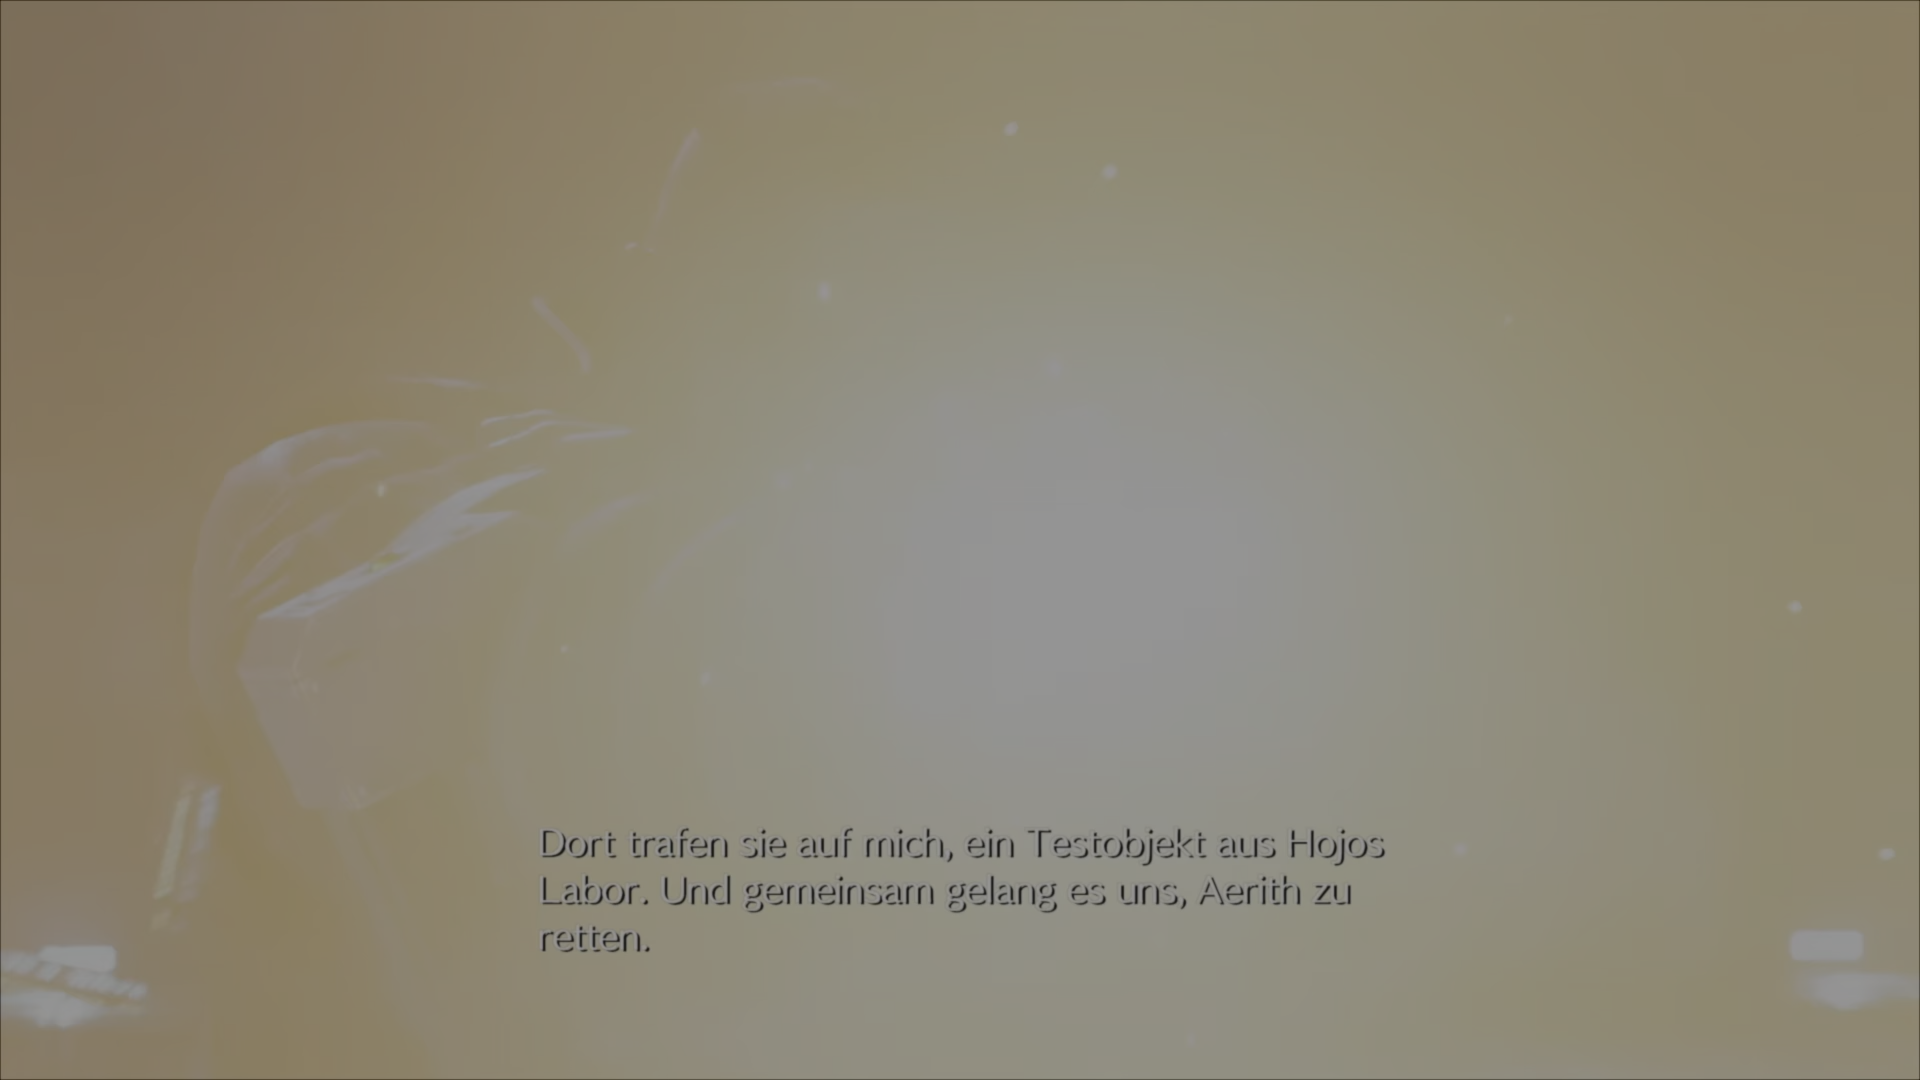 Dort trafen sie auf mich, ein Testobjekt aus Hojos
Labor. Und gemeinsam gelang es uns, Aerith zu
retten.